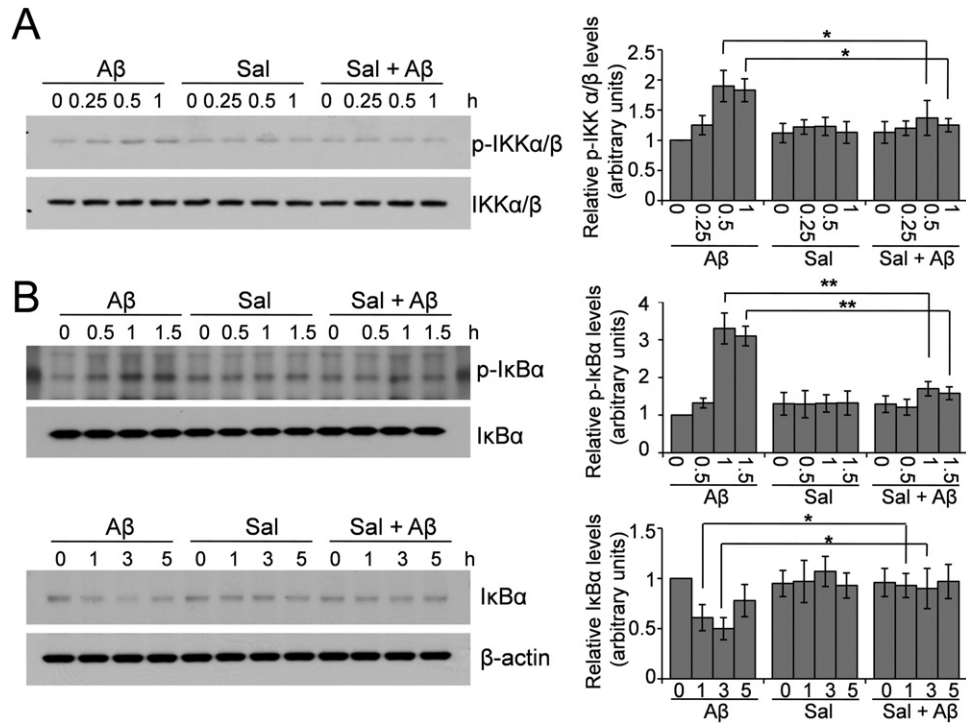 A
Aβ Sal Sal + Aβ
0 0.25 0.5 1 0 0.25 0.5 1 0 0.25 0.5 1 h
p-IKKα/β
IKKα/β
Relative p-IKK α/β levels
(arbitrary units)
2.5
2
1.5
1
0.5
* 
*
0 0.25 0.5 1 0 0.25 0.5 1 0 0.25 0.5 1
Aβ Sal Sal + Aβ
B
Aβ Sal Sal + Aβ
0 0.5 1 1.5 0 0.5 1 1.5 0 0.5 1 1.5 h
p-IκBα
IκBα
Relative p-IκBα levels
(arbitrary units)
4
3
2
1
0
**
**
0 0.5 1 1.5 0 0.5 1 1.5 0 0.5 1 1.5
Aβ Sal Sal + Aβ
Aβ Sal Sal + Aβ
0 1 3 5 0 1 3 5 0 1 3 5 h
IκBα
β-actin
Relative IκBα levels
(arbitrary units)
1.5
1
0.5
0
*
*
0 1 3 5 0 1 3 5 0 1 3 5
Aβ Sal Sal + Aβ